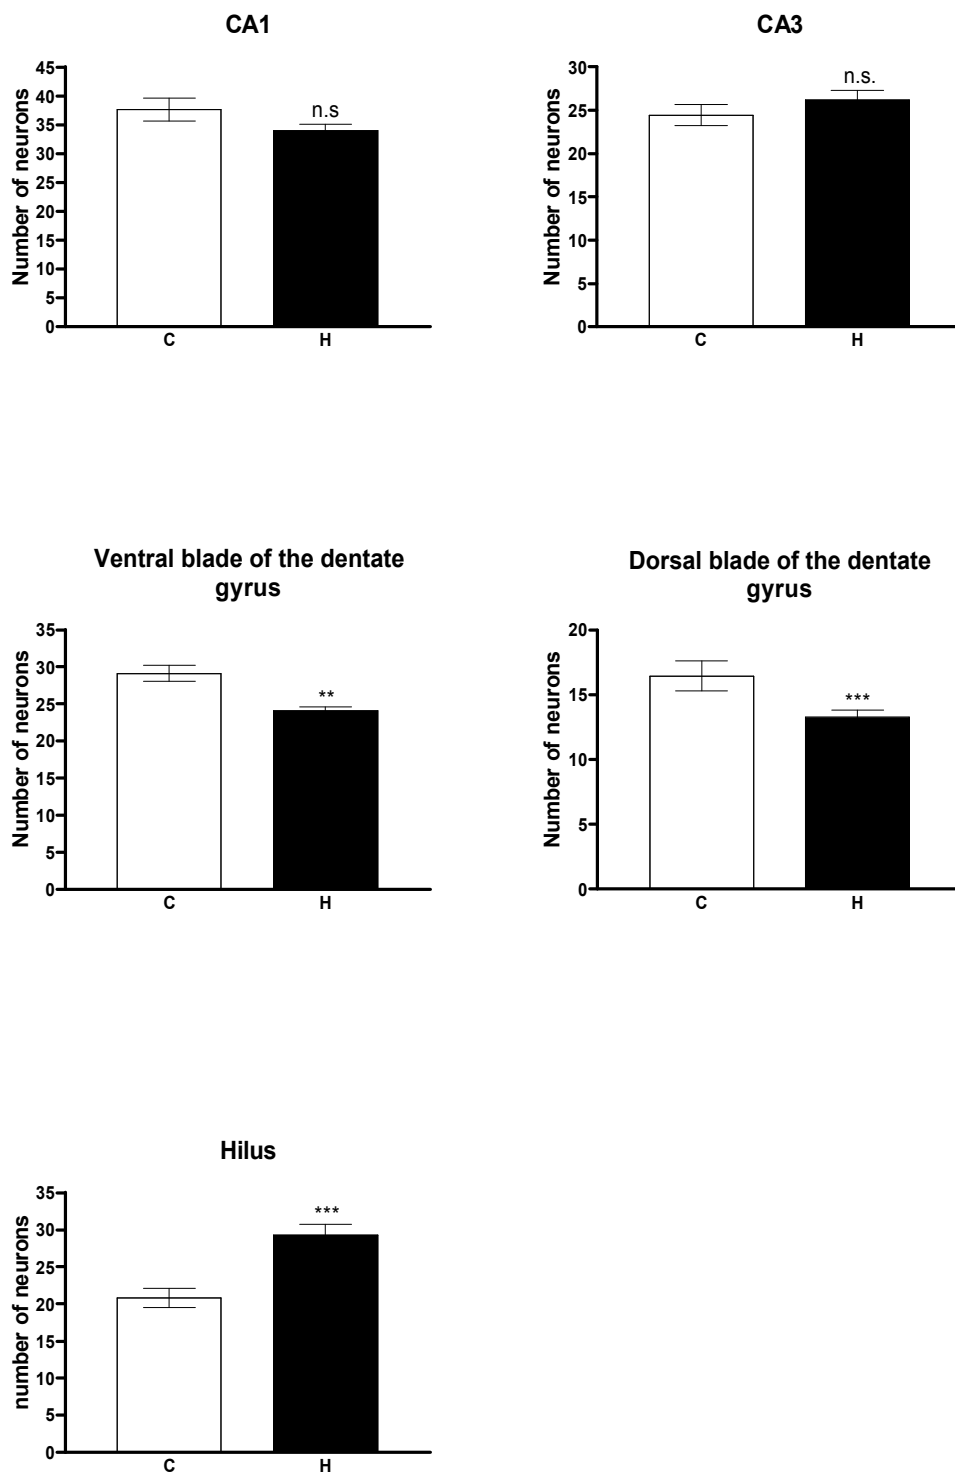 CA1
45
40
35
30
25
20
15
10
5
0
Number of neurons
n.s
C
H
CA3
30
25
20
15
10
5
0
Number of neurons
n.s.
C
H
Ventral blade of the dentate
gyrus
35
30
25
20
15
10
5
0
Number of neurons
**
C
H
Dorsal blade of the dentate
gyrus
20
15
10
5
0
Number of neurons
***
C
H
Hilus
35
30
25
20
15
10
5
0
number of neurons
***
C
H